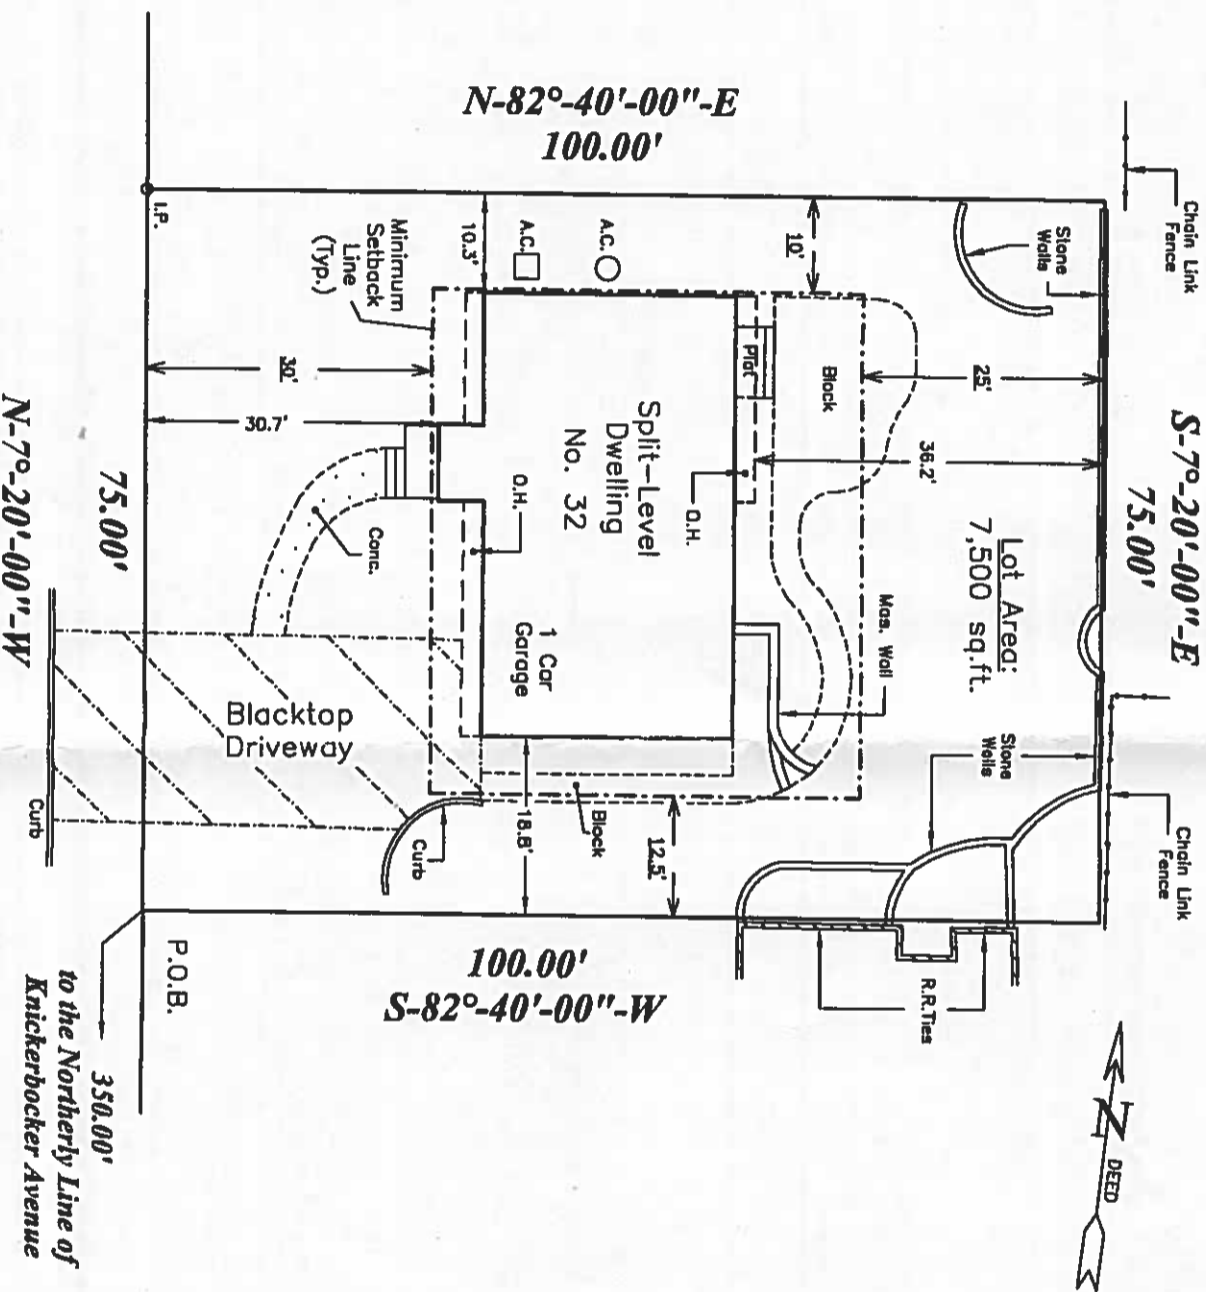 N-82°-40'-00"-E
100.00'
Chain Link
Fence
Stone
Walls
S-7°-20'-00"-E
75.00'
I.P.
Minimum
Setback
Line
(Typ.)
10.3'
A.C.
A.C.
10'
25'
36.2'
Lot Area:
7,500 sq.ft.
30'
30.7'
Plat
Block
Split-Level
Dwelling
No. 32
O.H.
O.H.
Conc.
Mas. Wall
1 Car
Garage
Stone
Walls
Chain Link
Fence
75.00'
N-7°-20'-00"-W
Blacktop
Driveway
Curb
Curb
18.8'
Block
12.5'
R.R.Ties
100.00'
S-82°-40'-00"-W
P.O.B.
350.00'
to the Northerly Line of
Knickerbocker Avenue
N
DEED